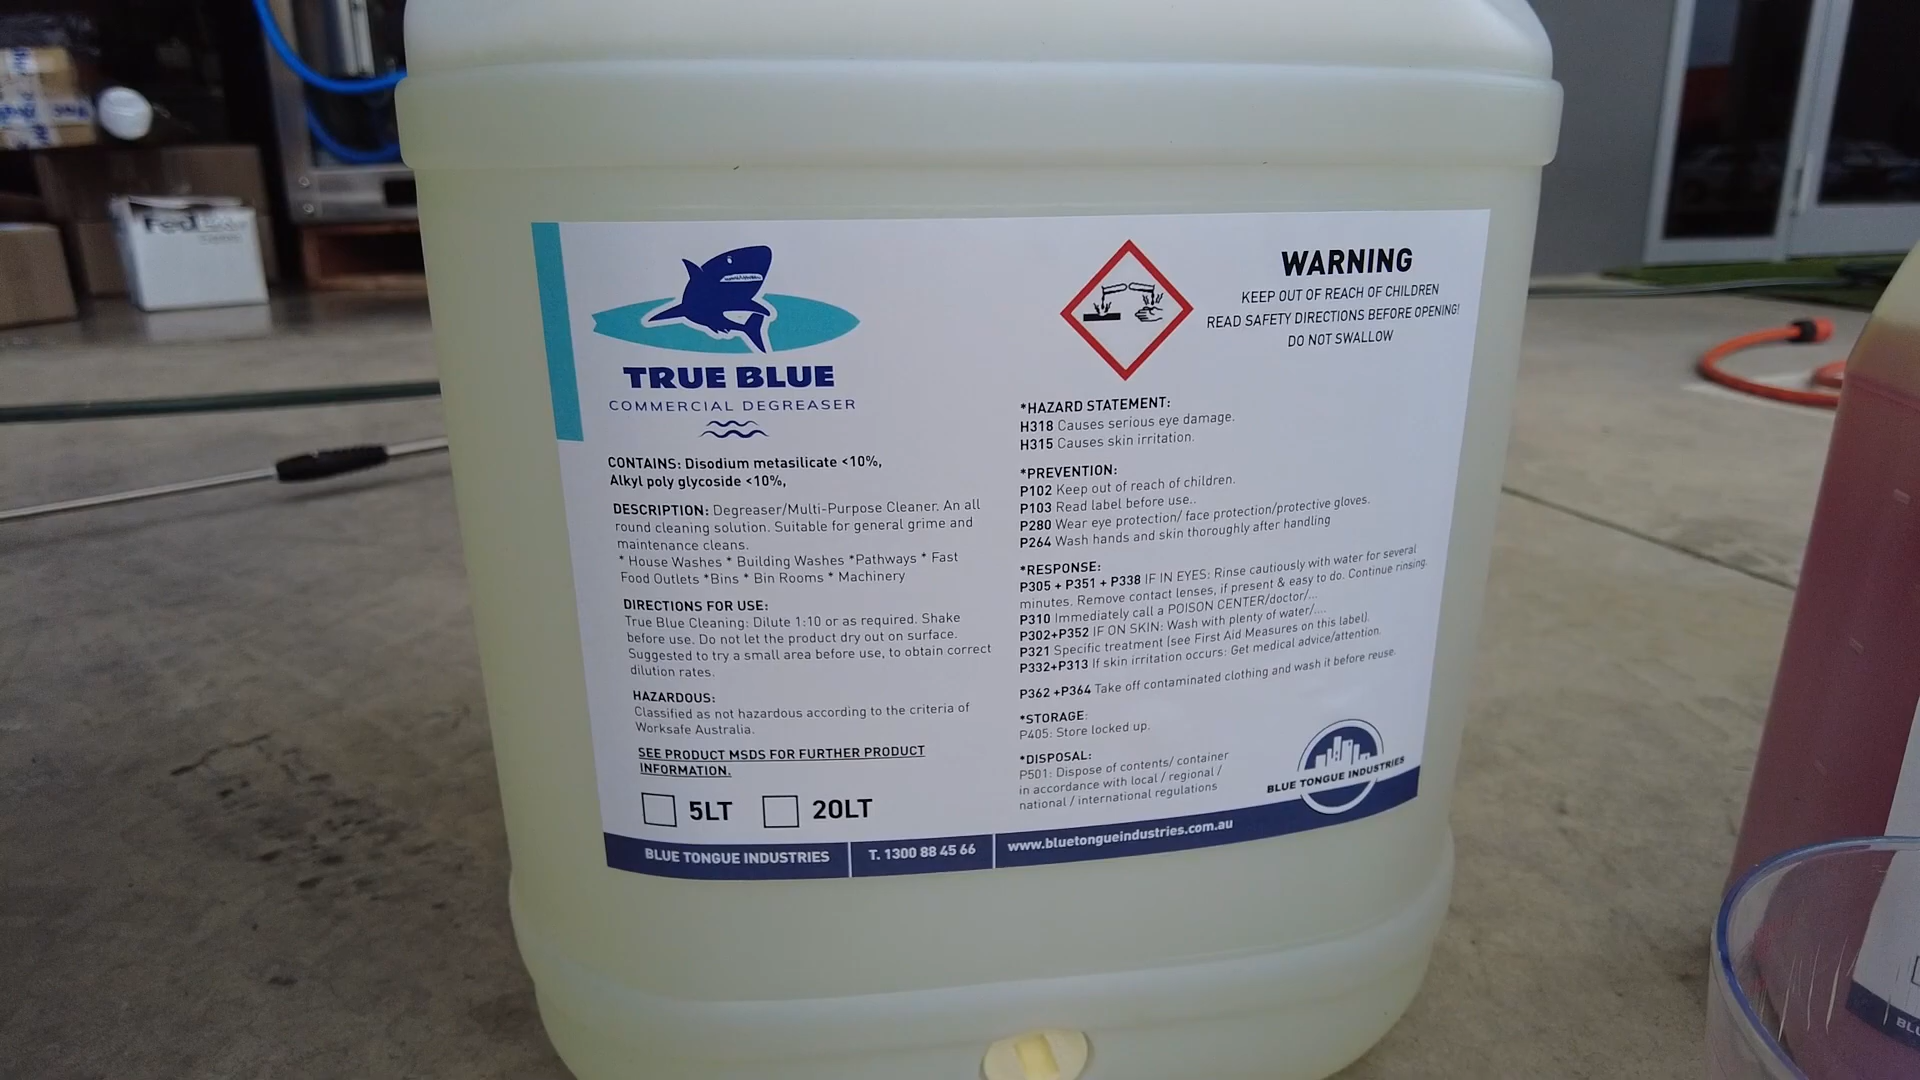 TRUE BLUE
COMMERCIAL DEGREASER
CONTAINS: Disodium metasilicate <10%,
Alkyl poly glycoside <10%,
DESCRIPTION: Degreaser/Multi-Purpose Cleaner. An all
round cleaning solution. Suitable for general grime and
maintenance cleans.
* House Washes * Building Washes *Pathways * Fast
Food Outlets *Bins * Bin Rooms * Machinery
DIRECTIONS FOR USE:
True Blue Cleaning: Dilute 1:10 or as required. Shake
before use. Do not let the product dry out on surface.
Suggested to try a small area before use, to obtain correct
dilution rates.
HAZARDOUS:
Classified as not hazardous according to the criteria of
Worksafe Australia.
SEE PRODUCT MSDS FOR FURTHER PRODUCT
INFORMATION.
5LT 20LT
WARNING
KEEP OUT OF REACH OF CHILDREN
READ SAFETY DIRECTIONS BEFORE OPENING!
DO NOT SWALLOW
*HAZARD STATEMENT:
H318 Causes serious eye damage.
H315 Causes skin irritation.
*PREVENTION:
P102 Keep out of reach of children.
P103 Read label before use..
P280 Wear eye protection/ face protection/protective gloves.
P264 Wash hands and skin thoroughly after handling
*RESPONSE:
P305 + P351 + P338 IF IN EYES: Rinse cautiously with water for several
minutes. Remove contact lenses, if present & easy to do. Continue rinsing.
P310 Immediately call a POISON CENTER/doctor/...
P302+P352 IF ON SKIN: Wash with plenty of water/....
P321 Specific treatment (see First Aid Measures on this label).
P332+P313 If skin irritation occurs: Get medical advice/attention.
P362 +P364 Take off contaminated clothing and wash it before reuse.
*STORAGE:
P405: Store locked up.
*DISPOSAL:
P501: Dispose of contents/ container
in accordance with local / regional /
national / international regulations
BLUE TONGUE INDUSTRIES
BLUE TONGUE INDUSTRIES T. 1300 88 45 66 www.bluetongueindustries.com.au